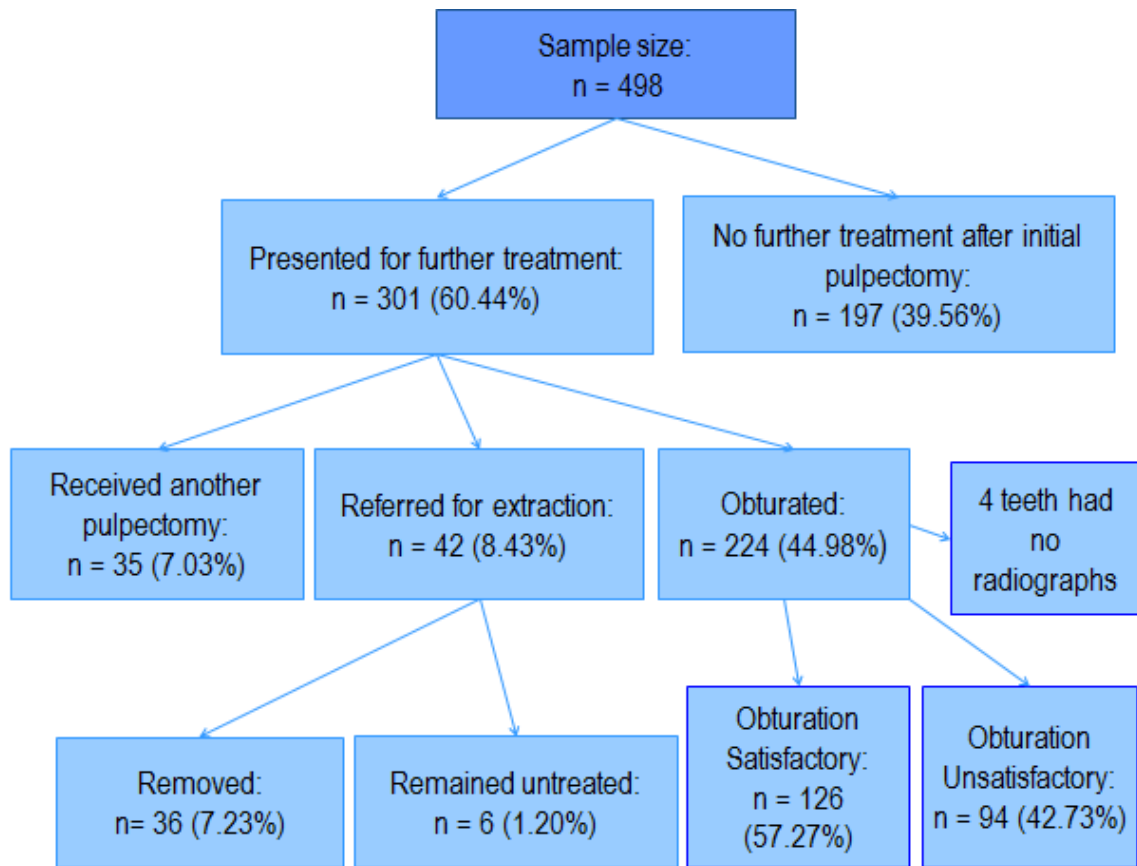 Sample size:
n = 498
Presented for further treatment:
n = 301 (60.44%)
No further treatment after initial
pulpectomy:
n = 197 (39.56%)
Received another
pulpectomy:
n = 35 (7.03%)
Referred for extraction:
n = 42 (8.43%)
Obturated:
n = 224 (44.98%)
4 teeth had
no
radiographs
Removed:
n= 36 (7.23%)
Remained untreated:
n = 6 (1.20%)
Obturation
Satisfactory:
n = 126
(57.27%)
Obturation
Unsatisfactory:
n = 94 (42.73%)